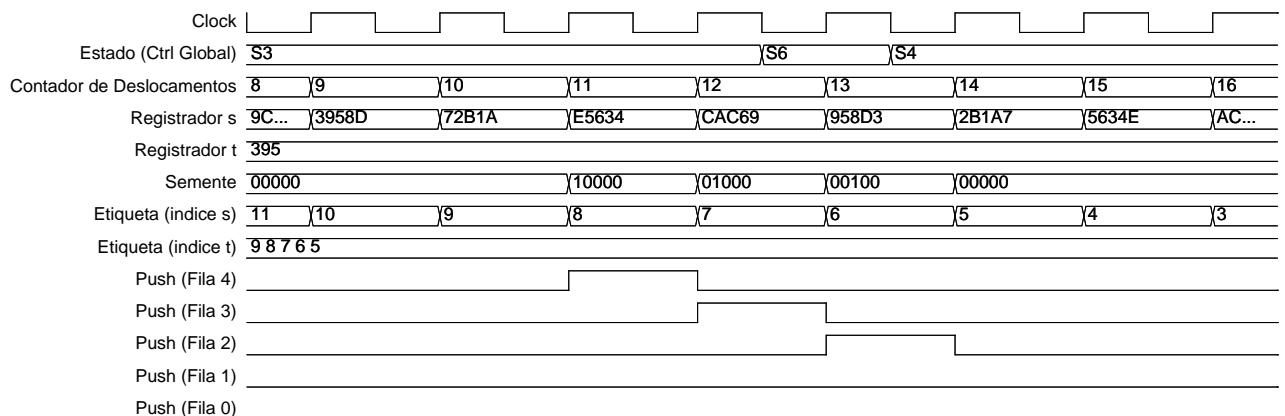 Clock
Estado (Ctrl Global) S3 S6 S4
Contador de Deslocamentos 8 9 10 11 12 13 14 15 16
Registrador s 9C... 3958D 72B1A E5634 CAC69 958D3 2B1A7 5634E AC...
Registrador t 395
Semente 00000 10000 01000 00100 00000
Etiqueta (indice s) 11 10 9 8 7 6 5 4 3
Etiqueta (indice t) 9 8 7 6 5
Push (Fila 4)
Push (Fila 3)
Push (Fila 2)
Push (Fila 1)
Push (Fila 0)